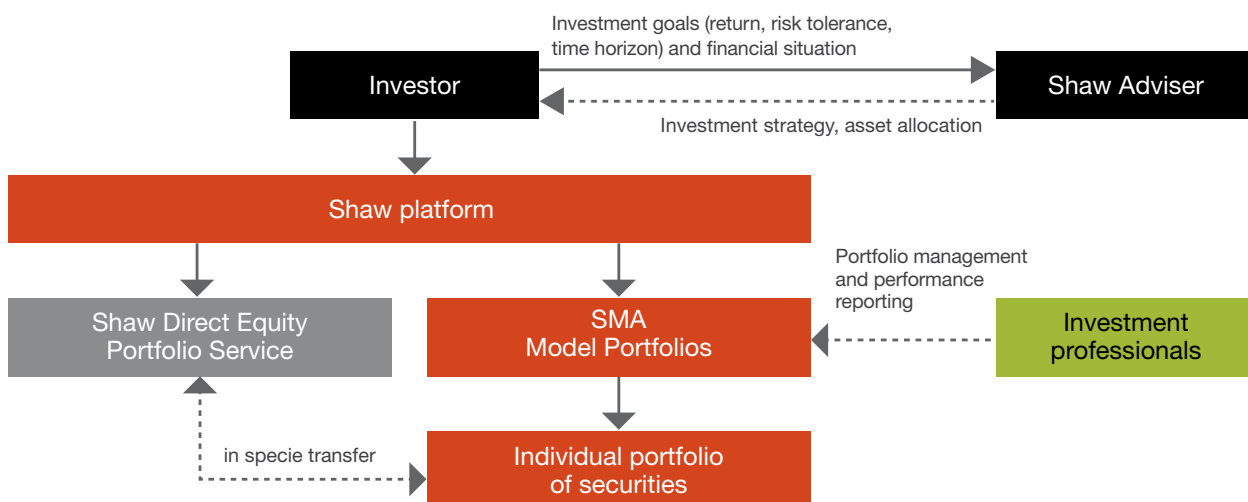 Investment goals (return, risk tolerance,
time horizon) and financial situation
Investor
Shaw Adviser
Investment strategy, asset allocation
Shaw platform
Portfolio management
and performance
reporting
Shaw Direct Equity
Portfolio Service
SMA
Model Portfolios
Investment
professionals
in specie transfer
Individual portfolio
of securities